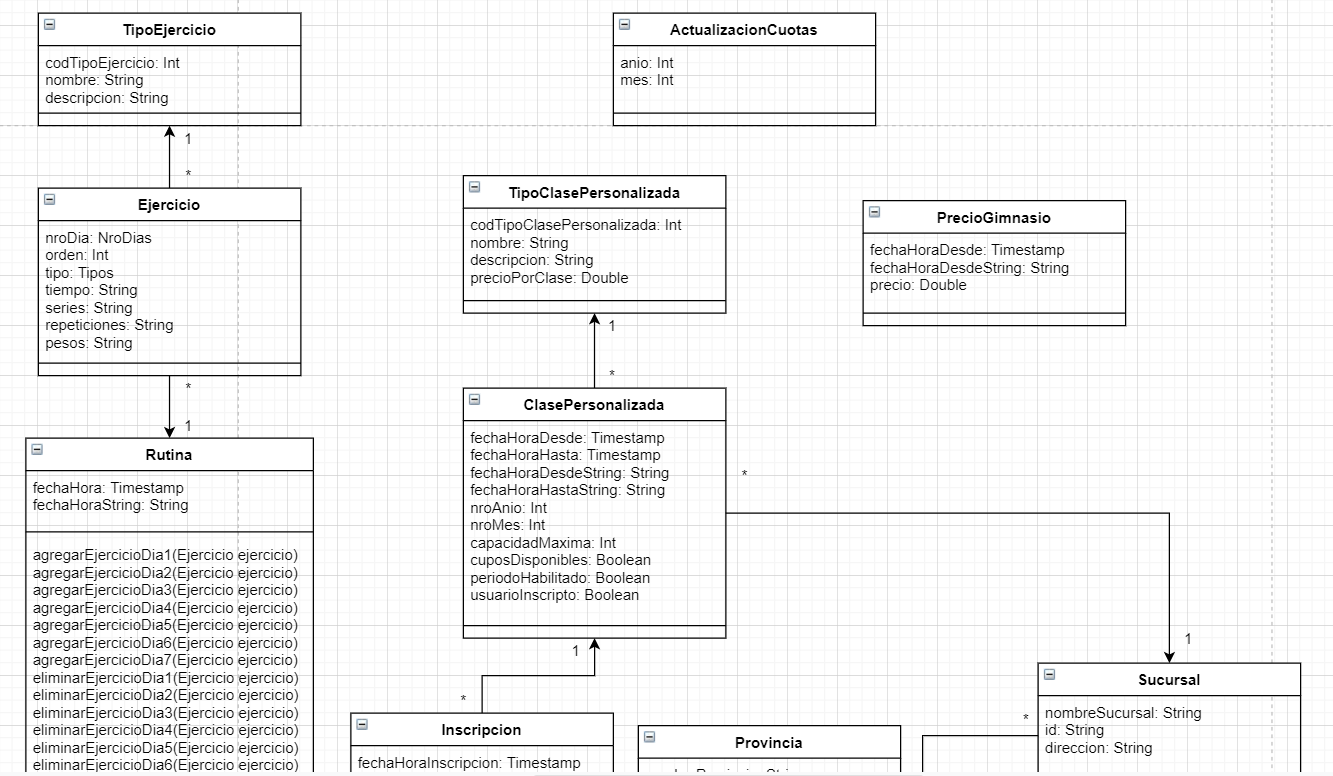 TipoEjercicio
codTipoEjercicio: Int
nombre: String
descripcion: String
1
*
ActualizacionCuotas
anio: Int
mes: Int
Ejercicio
nroDia: NroDias
orden: Int
tipo: Tipos
tiempo: String
series: String
repeticiones: String
pesos: String
*
1
TipoClasePersonalizada
codTipoClasePersonalizada: Int
nombre: String
descripcion: String
precioPorClase: Double
1
*
PrecioGimnasio
fechaHoraDesde: Timestamp
fechaHoraDesdeString: String
precio: Double
Rutina
fechaHora: Timestamp
fechaHoraString: String
agregarEjercicioDia1(Ejercicio ejercicio)
agregarEjercicioDia2(Ejercicio ejercicio)
agregarEjercicioDia3(Ejercicio ejercicio)
agregarEjercicioDia4(Ejercicio ejercicio)
agregarEjercicioDia5(Ejercicio ejercicio)
agregarEjercicioDia6(Ejercicio ejercicio)
agregarEjercicioDia7(Ejercicio ejercicio)
eliminarEjercicioDia1(Ejercicio ejercicio)
eliminarEjercicioDia2(Ejercicio ejercicio)
eliminarEjercicioDia3(Ejercicio ejercicio)
eliminarEjercicioDia4(Ejercicio ejercicio)
eliminarEjercicioDia5(Ejercicio ejercicio)
eliminarEjercicioDia6(Ejercicio ejercicio)
ClasePersonalizada
fechaHoraDesde: Timestamp
fechaHoraHasta: Timestamp
fechaHoraDesdeString: String
fechaHoraHastaString: String
nroAnio: Int
nroMes: Int
capacidadMaxima: Int
cuposDisponibles: Boolean
periodoHabilitado: Boolean
usuarioInscripto: Boolean
*
1
1
*
Inscripcion
fechaHoraInscripcion: Timestamp
Provincia
Sucursal
nombreSucursal: String
id: String
direccion: String
*